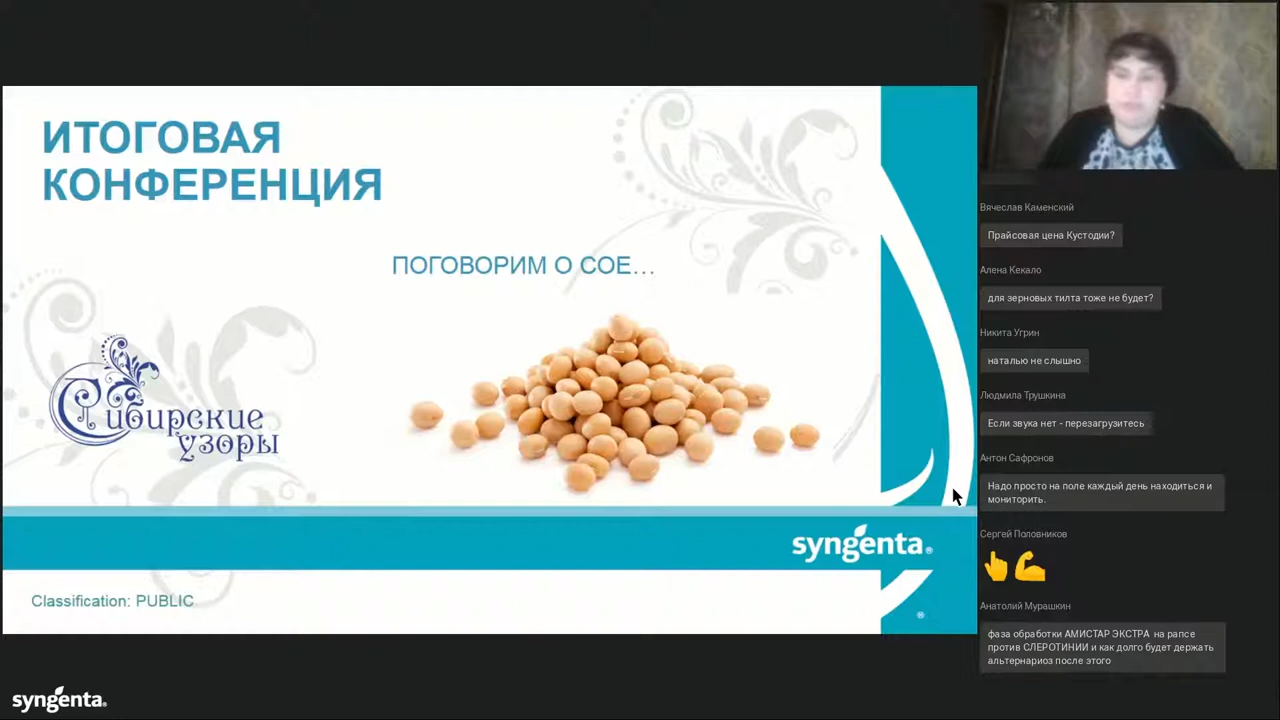 ИТОГОВАЯ
КОНФЕРЕНЦИЯ
ПОГОВОРИМ О СОЕ...
Сибирские
узоры
syngenta®
Classification: PUBLIC
®
syngenta®
Вячеслав Каменский
Прайсовая цена Кустодии?
Алена Кекало
для зерновых тилта тоже не будет?
Никита Угрин
наталью не слышно
Людмила Трушкина
Если звука нет - перезагрузитесь
Антон Сафронов
Надо просто на поле каждый день находиться и
мониторить.
Сергей Половников
Анатолий Мурашкин
фаза обработки АМИСТАР ЭКСТРА на рапсе
против СЛЕРОТИНИИ и как долго будет держать
альтернариоз после этого